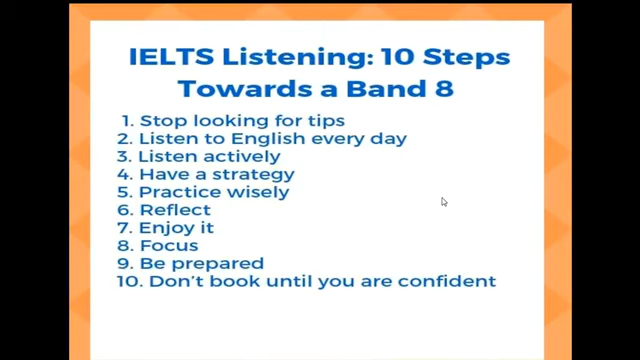 IELTS Listening: 10 Steps
Towards a Band 8
1. Stop looking for tips
2. Listen to English every day
3. Listen actively
4. Have a strategy
5. Practice wisely
6. Reflect
7. Enjoy it
8. Focus
9. Be prepared
10. Don't book until you are confident